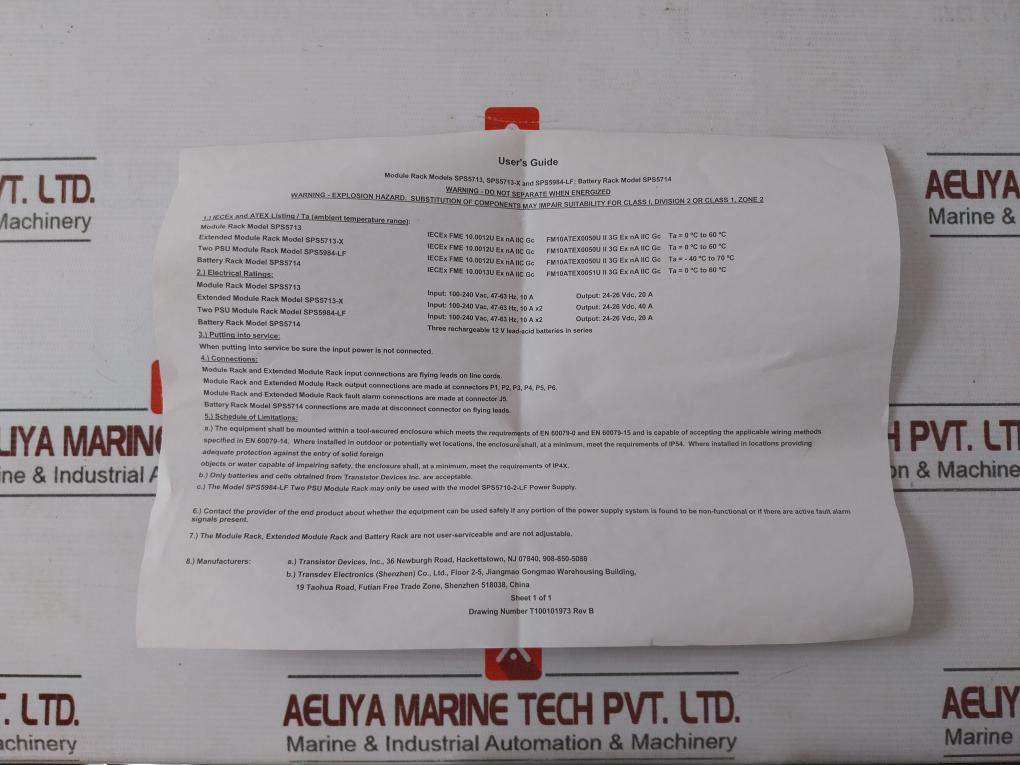 T. LTD.
Machinery
AELIYA
Marine &
User's Guide
Module Rack Models SPS5713, SPS5713-X and SPS5984-LF; Battery Rack Model SPS5714
WARNING - DO NOT SEPARATE WHEN ENERGIZED
WARNING - EXPLOSION HAZARD. SUBSTITUTION OF COMPONENTS MAY IMPAIR SUITABILITY FOR CLASS I, DIVISION 2 OR CLASS 1, ZONE 2
1.) IECEx and ATEX Listing / Ta (ambient temperature range):
Module Rack Model SPS5713 IECEx FME 10.0012U Ex nA IIC Gc FM10ATEX0050U II 3G Ex nA IIC Gc Ta = 0 ºC to 60 ºC
Extended Module Rack Model SPS5713-X IECEx FME 10.0012U Ex nA IIC Gc FM10ATEX0050U II 3G Ex nA IIC Gc Ta = 0 ºC to 60 ºC
Two PSU Module Rack Model SPS5984-LF IECEx FME 10.0012U Ex nA IIC Gc FM10ATEX0050U II 3G Ex nA IIC Gc Ta = - 40 ºC to 70 ºC
Battery Rack Model SPS5714 IECEx FME 10.0013U Ex nA IIC Gc FM10ATEX0051U II 3G Ex nA IIC Gc Ta = 0 ºC to 60 ºC
2.) Electrical Ratings:
Module Rack Model SPS5713 Input: 100-240 Vac, 47-63 Hz, 10 A Output: 24-26 Vdc, 20 A
Extended Module Rack Model SPS5713-X Input: 100-240 Vac, 47-63 Hz, 10 A x2 Output: 24-26 Vdc, 40 A
Two PSU Module Rack Model SPS5984-LF Input: 100-240 Vac, 47-63 Hz, 10 A x2 Output: 24-26 Vdc, 20 A
Battery Rack Model SPS5714 Three rechargeable 12 V lead-acid batteries in series
3.) Putting into service:
When putting into service be sure the input power is not connected.
4.) Connections:
Module Rack and Extended Module Rack input connections are flying leads on line cords.
Module Rack and Extended Module Rack output connections are made at connectors P1, P2, P3, P4, P5, P6.
Module Rack and Extended Module Rack fault alarm connections are made at connector J5.
Battery Rack Model SPS5714 connections are made at disconnect connector on flying leads.
5.) Schedule of Limitations:
a.) The equipment shall be mounted within a tool-secured enclosure which meets the requirements of EN 60079-0 and EN 60079-15 and is capable of accepting the applicable wiring methods
specified in EN 60079-14. Where installed in outdoor or potentially wet locations, the enclosure shall, at a minimum, meet the requirements of IP54. Where installed in locations providing
adequate protection against the entry of solid foreign
objects or water capable of impairing safety, the enclosure shall, at a minimum, meet the requirements of IP4X.
b.) Only batteries and cells obtained from Transistor Devices Inc. are acceptable.
c.) The Model SPS5984-LF Two PSU Module Rack may only be used with the model SPS5710-2-LF Power Supply.
6.) Contact the provider of the end product about whether the equipment can be used safely if any portion of the power supply system is found to be non-functional or if there are active fault alarm
signals present.
7.) The Module Rack, Extended Module Rack and Battery Rack are not user-serviceable and are not adjustable.
8.) Manufacturers: a.) Transistor Devices, Inc., 36 Newburgh Road, Hackettstown, NJ 07840, 908-850-5088
b.) Transdev Electronics (Shenzhen) Co., Ltd., Floor 2-5, Jiangmao Gongmao Warehousing Building,
19 Taohua Road, Futian Free Trade Zone, Shenzhen 518038, China
Sheet 1 of 1
Drawing Number T100101973 Rev B
LIYA MARIN
ne & Industrial A
PVT. LT
on & Machinery
T. LTD.
achinery
AELIYA MARINE TECH PVT. LTD.
Marine & Industrial Automation & Machinery
AELIY
Marine